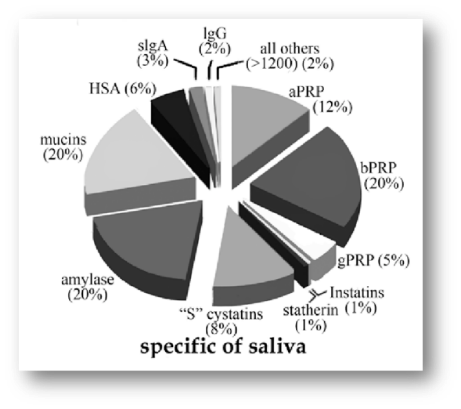 sIgA
(3%)
IgG
(2%)
all others
(>1200) (2%)
HSA (6%)
aPRP
(12%)
mucins
(20%)
bPRP
(20%)
gPRP (5%)
amylase
(20%)
Instatins
(1%)
statherin
(1%)
“S” cystatins
(8%)
specific of saliva